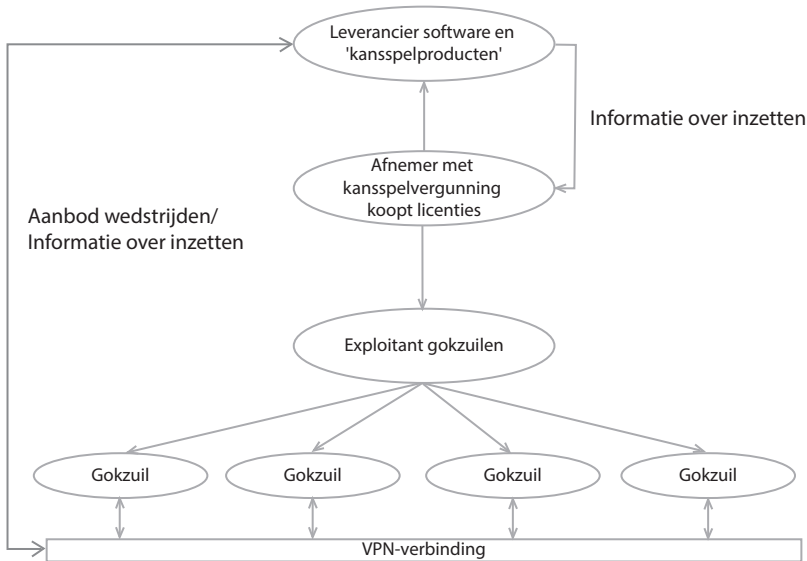 Leverancier software en
'kansspelproducten'
Informatie over inzetten
Afnemer met
kansspelvergunning
koopt licenties
Aanbod wedstrijden/
Informatie over inzetten
Exploitant gokzuilen
Gokzuil
Gokzuil
Gokzuil
Gokzuil
VPN-verbinding